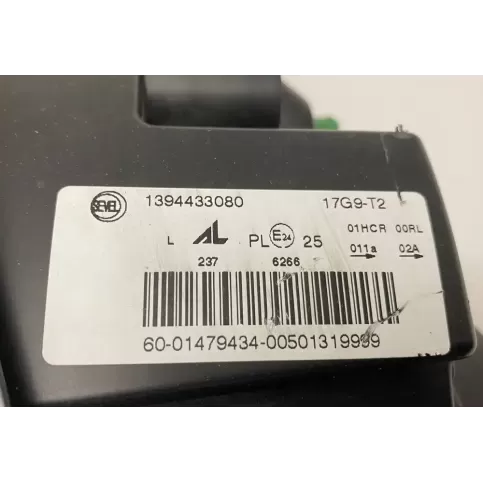 SEVEL 1394433080 17G9-T2
L AL PL E24 25 01HCR 00RL
237 6266 011a 02A
60-01479434-00501319999